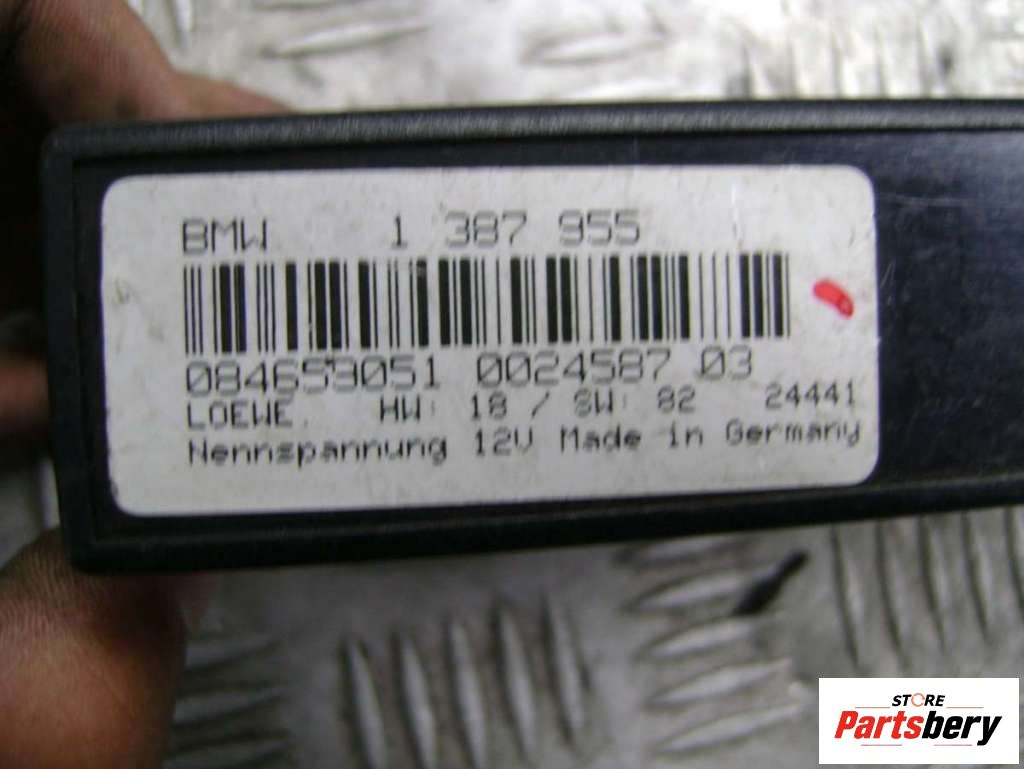 BMW 1 387 955
084659051 0024587 03
LOEWE. HW: 18 / SW: 82 24441
Nennspannung 12V Made in Germany
STORE
Partsbery